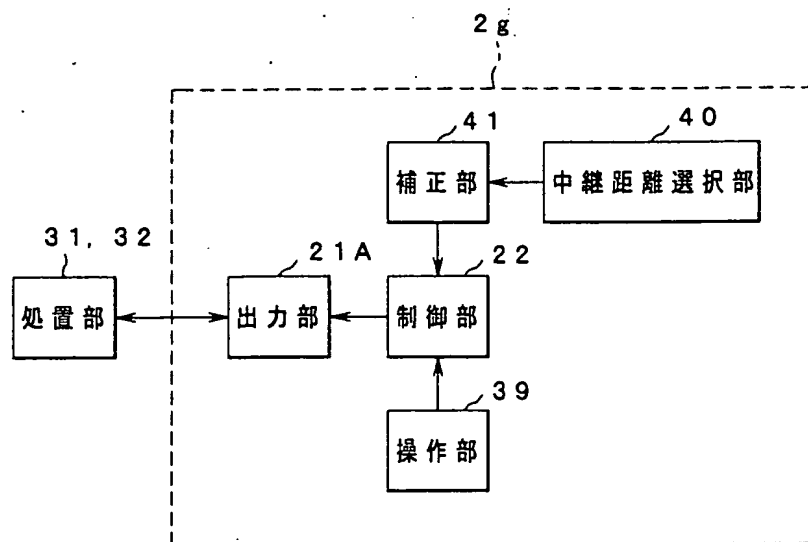 2g
41
40
補正部
中継距離選択部
31, 32
21A
22
処置部
出力部
制御部
39
操作部